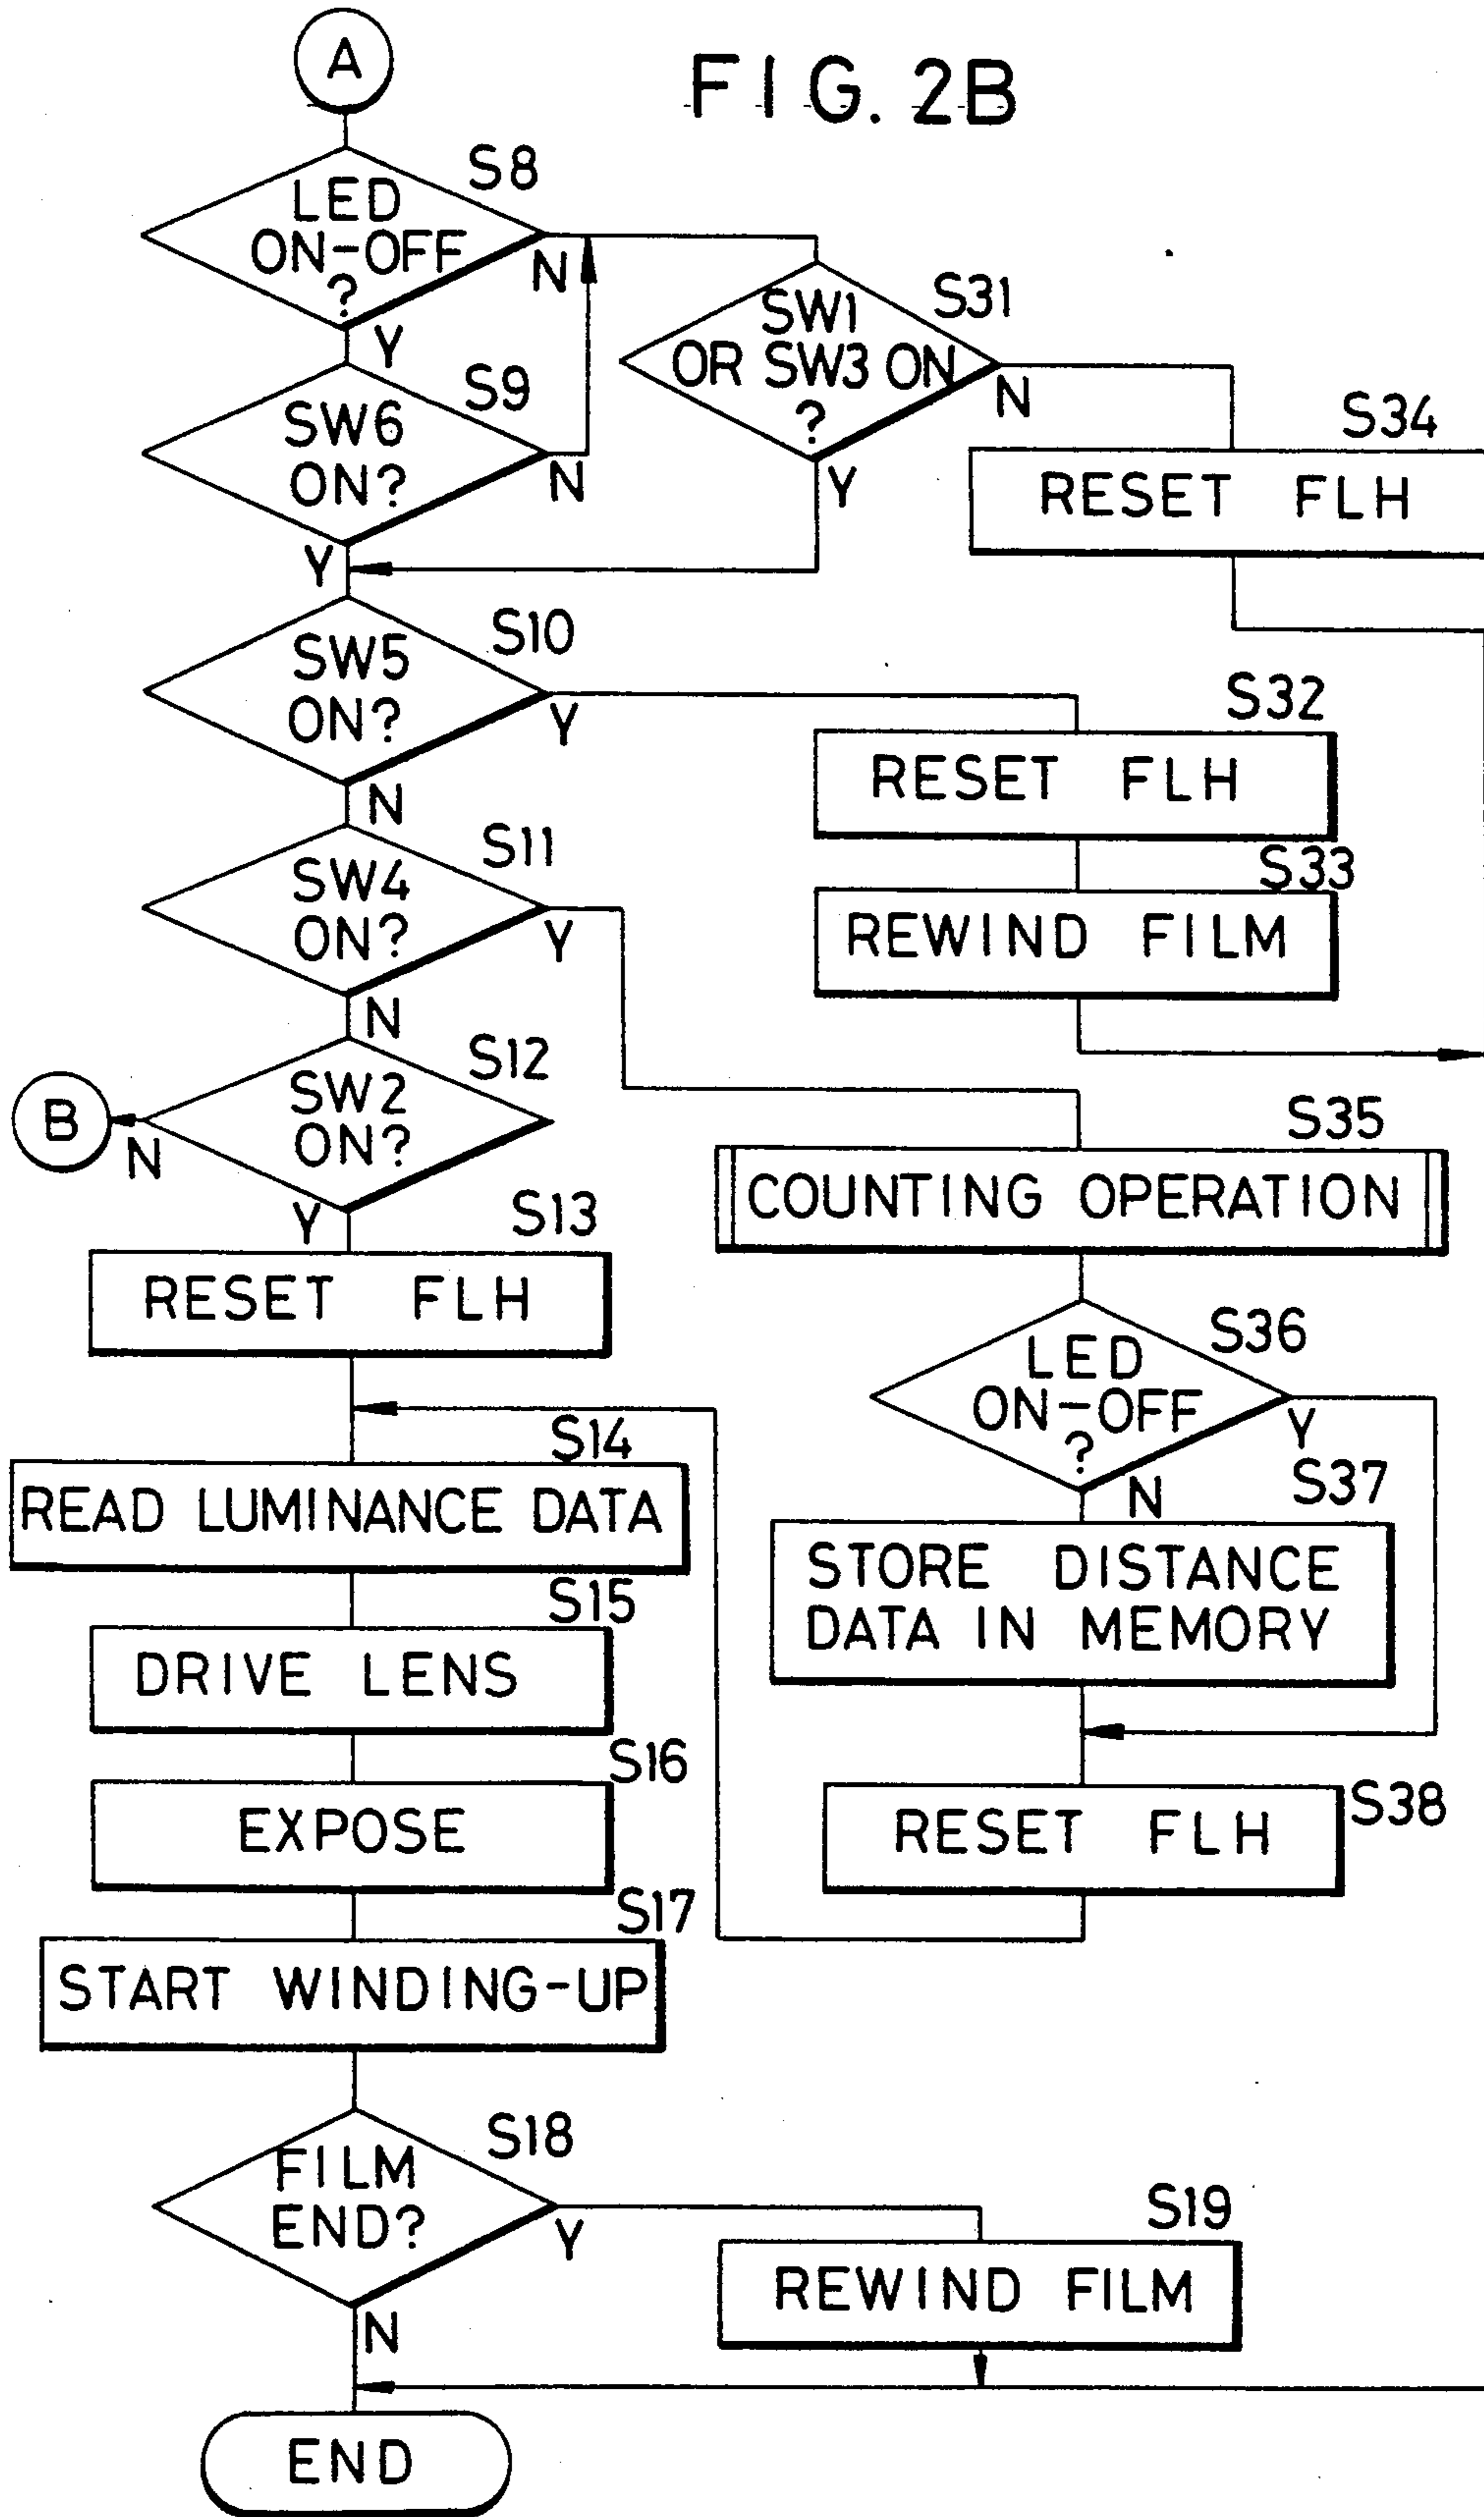 A
FIG. 2B
S8
LED
ON-OFF
?
N
Y
S31
SW1
OR SW3 ON
?
N
Y
S9
SW6
ON?
N
Y
S34
RESET FLH
S10
SW5
ON?
Y
N
S32
RESET FLH
S33
REWIND FILM
S11
SW4
ON?
Y
N
S12
SW2
ON?
B
N
Y
S35
COUNTING OPERATION
S13
RESET FLH
S36
LED
ON-OFF
?
Y
N
S37
STORE DISTANCE
DATA IN MEMORY
S14
READ LUMINANCE DATA
S15
DRIVE LENS
S16
EXPOSE
S38
RESET FLH
S17
START WINDING-UP
S18
FILM
END?
Y
N
S19
REWIND FILM
END